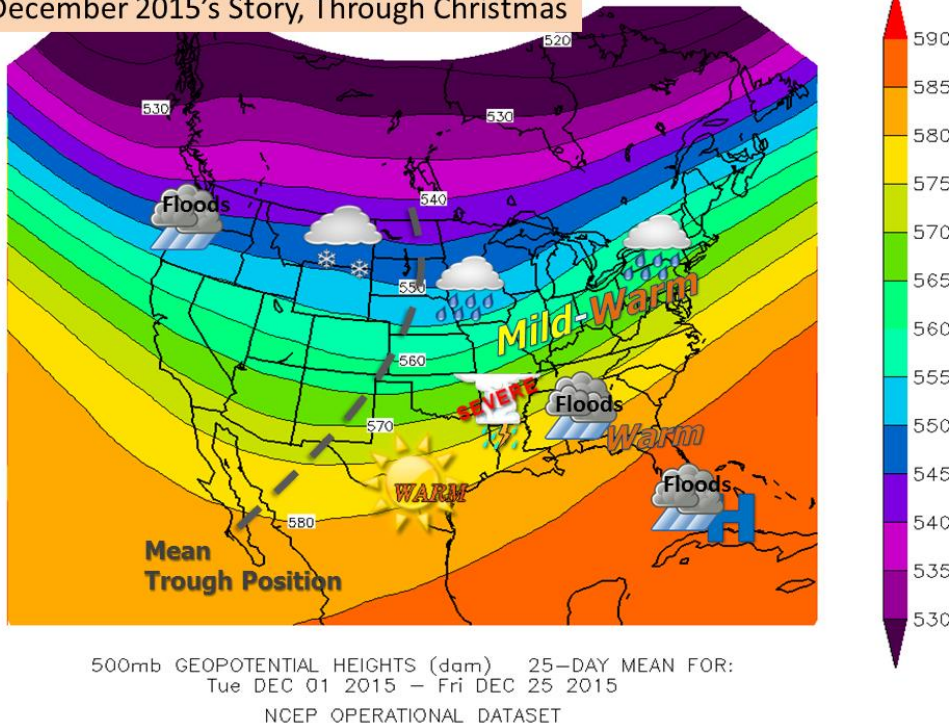 December 2015's Story, Through Christmas
520
530
530
Floods
540
550
Mild-Warm
560
SEVERE
Floods
570
Warm
WARM
Floods
H
580
Mean
Trough Position
590
585
580
575
570
565
560
555
550
545
540
535
530
500mb GEOPOTENTIAL HEIGHTS (dam) 25-DAY MEAN FOR:
Tue DEC 01 2015 - Fri DEC 25 2015
NCEP OPERATIONAL DATASET